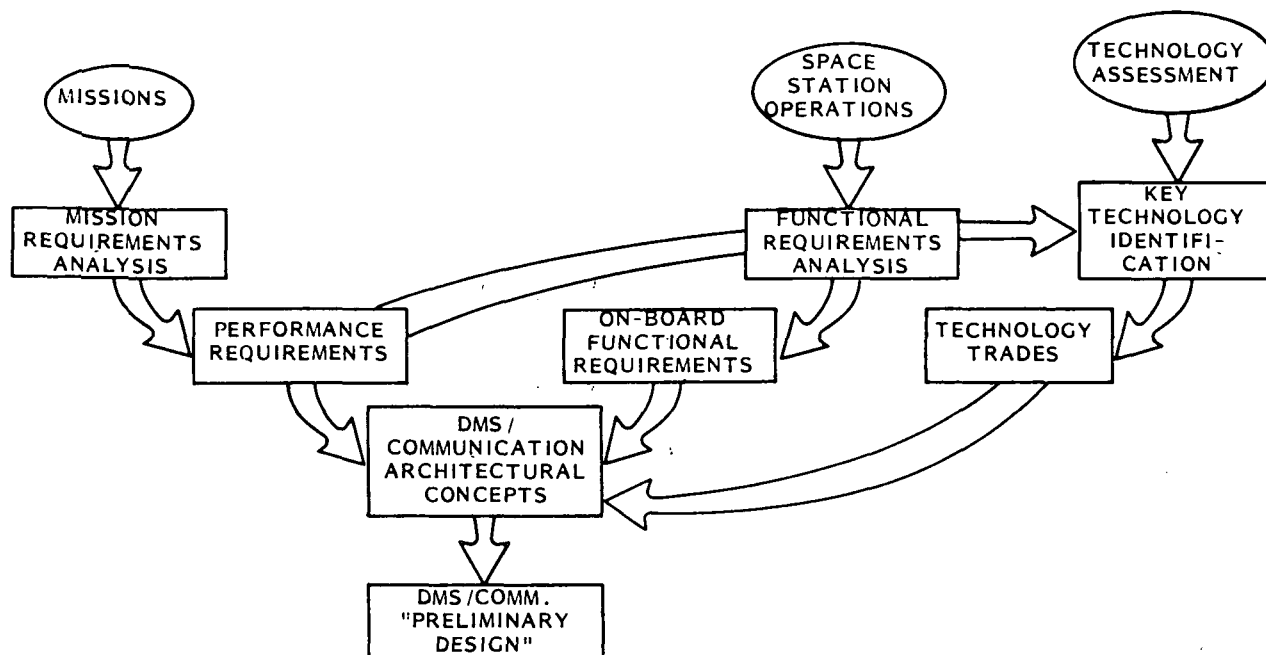 MISSIONS
SPACE
STATION
OPERATIONS
TECHNOLOGY
ASSESSMENT
MISSION
REQUIREMENTS
ANALYSIS
FUNCTIONAL
REQUIREMENTS
ANALYSIS
KEY
TECHNOLOGY
IDENTIFI-
CATION
PERFORMANCE
REQUIREMENTS
ON-BOARD
FUNCTIONAL
REQUIREMENTS
TECHNOLOGY
TRADES
DMS/
COMMUNICATION
ARCHITECTURAL
CONCEPTS
DMS/COMM.
"PRELIMINARY
DESIGN"